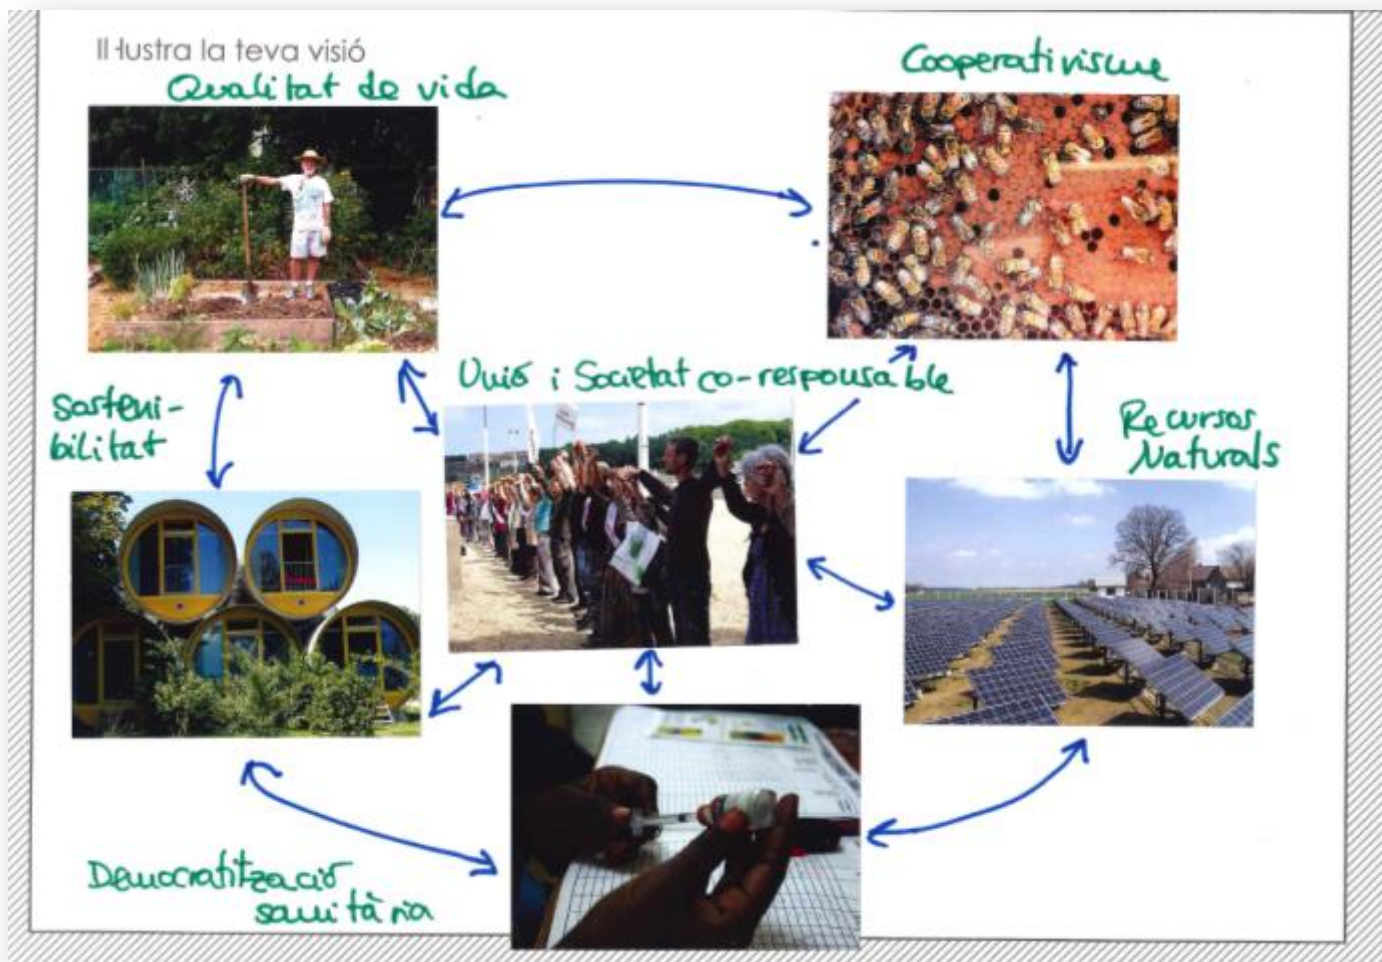 Il·lustra la teva visió
Qualitat de vida
Cooperativisme
Unió i Societat co-responsable
Sosteni-
bilitat
Recursos
Naturals
Democratització
sanitària